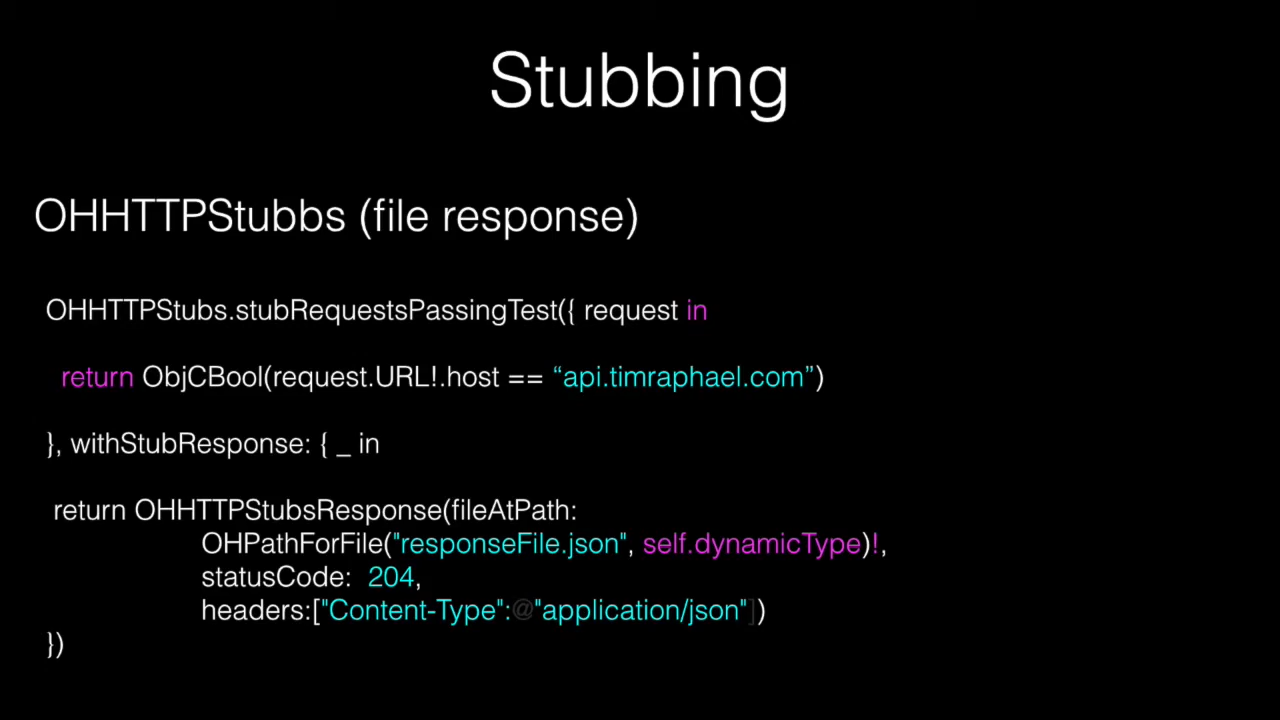 Stubbing
OHHTTPStubbs (file response)
OHHTTPStubs.stubRequestsPassingTest({ request in
return ObjCBool(request.URL!.host == “api.timraphael.com”)
}, withStubResponse: { _ in
return OHHTTPStubsResponse(fileAtPath:
OHPathForFile("responseFile.json", self.dynamicType)!,
statusCode: 204,
headers:["Content-Type":@"application/json"])
})